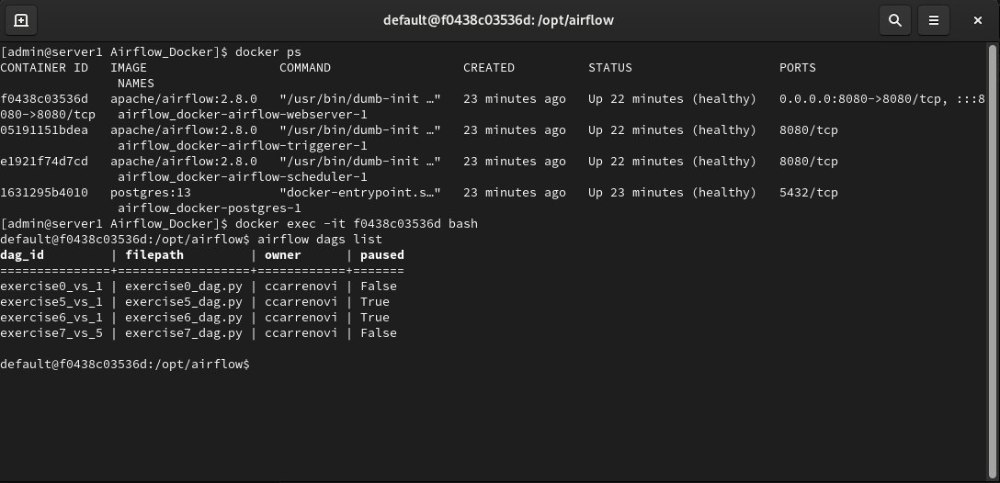 default@f0438c03536d: /opt/airflow
[admin@server1 Airflow_Docker]$ docker ps
CONTAINER ID   IMAGE                  COMMAND                  CREATED          STATUS                    PORTS
                NAMES
f0438c03536d   apache/airflow:2.8.0   "/usr/bin/dumb-init …"   23 minutes ago   Up 22 minutes (healthy)   0.0.0.0:8080->8080/tcp, :::8
080->8080/tcp   airflow_docker-airflow-webserver-1
05191151bdea   apache/airflow:2.8.0   "/usr/bin/dumb-init …"   23 minutes ago   Up 22 minutes (healthy)   8080/tcp
                airflow_docker-airflow-triggerer-1
e1921f74d7cd   apache/airflow:2.8.0   "/usr/bin/dumb-init …"   23 minutes ago   Up 22 minutes (healthy)   8080/tcp
                airflow_docker-airflow-scheduler-1
1631295b4010   postgres:13            "docker-entrypoint.s…"   23 minutes ago   Up 23 minutes (healthy)   5432/tcp
                airflow_docker-postgres-1
[admin@server1 Airflow_Docker]$ docker exec -it f0438c03536d bash
default@f0438c03536d:/opt/airflow$ airflow dags list
dag_id         | filepath         | owner      | paused
===============+==================+============+=======
exercise0_vs_1 | exercise0_dag.py | ccarrenovi | False
exercise5_vs_1 | exercise5_dag.py | ccarrenovi | True
exercise6_vs_1 | exercise6_dag.py | ccarrenovi | True
exercise7_vs_5 | exercise7_dag.py | ccarrenovi | False
default@f0438c03536d:/opt/airflow$